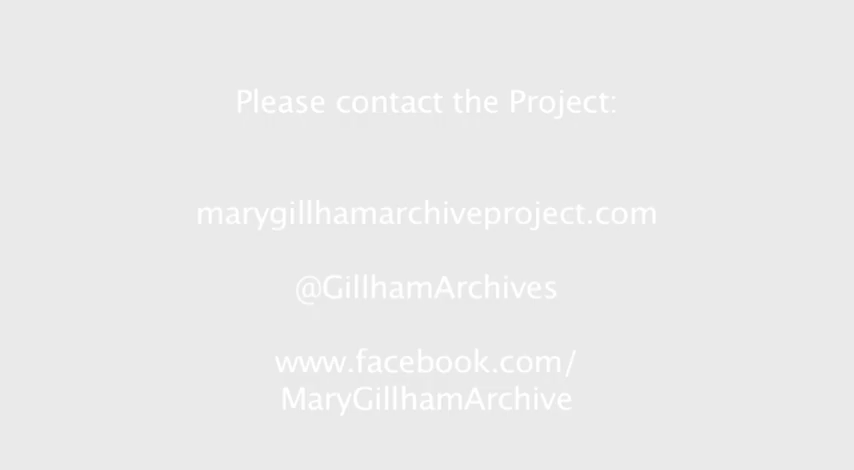 Please contact the Project:
marygillhamarchiveproject.com
@GillhamArchives
www.facebook.com/
MaryGillhamArchive